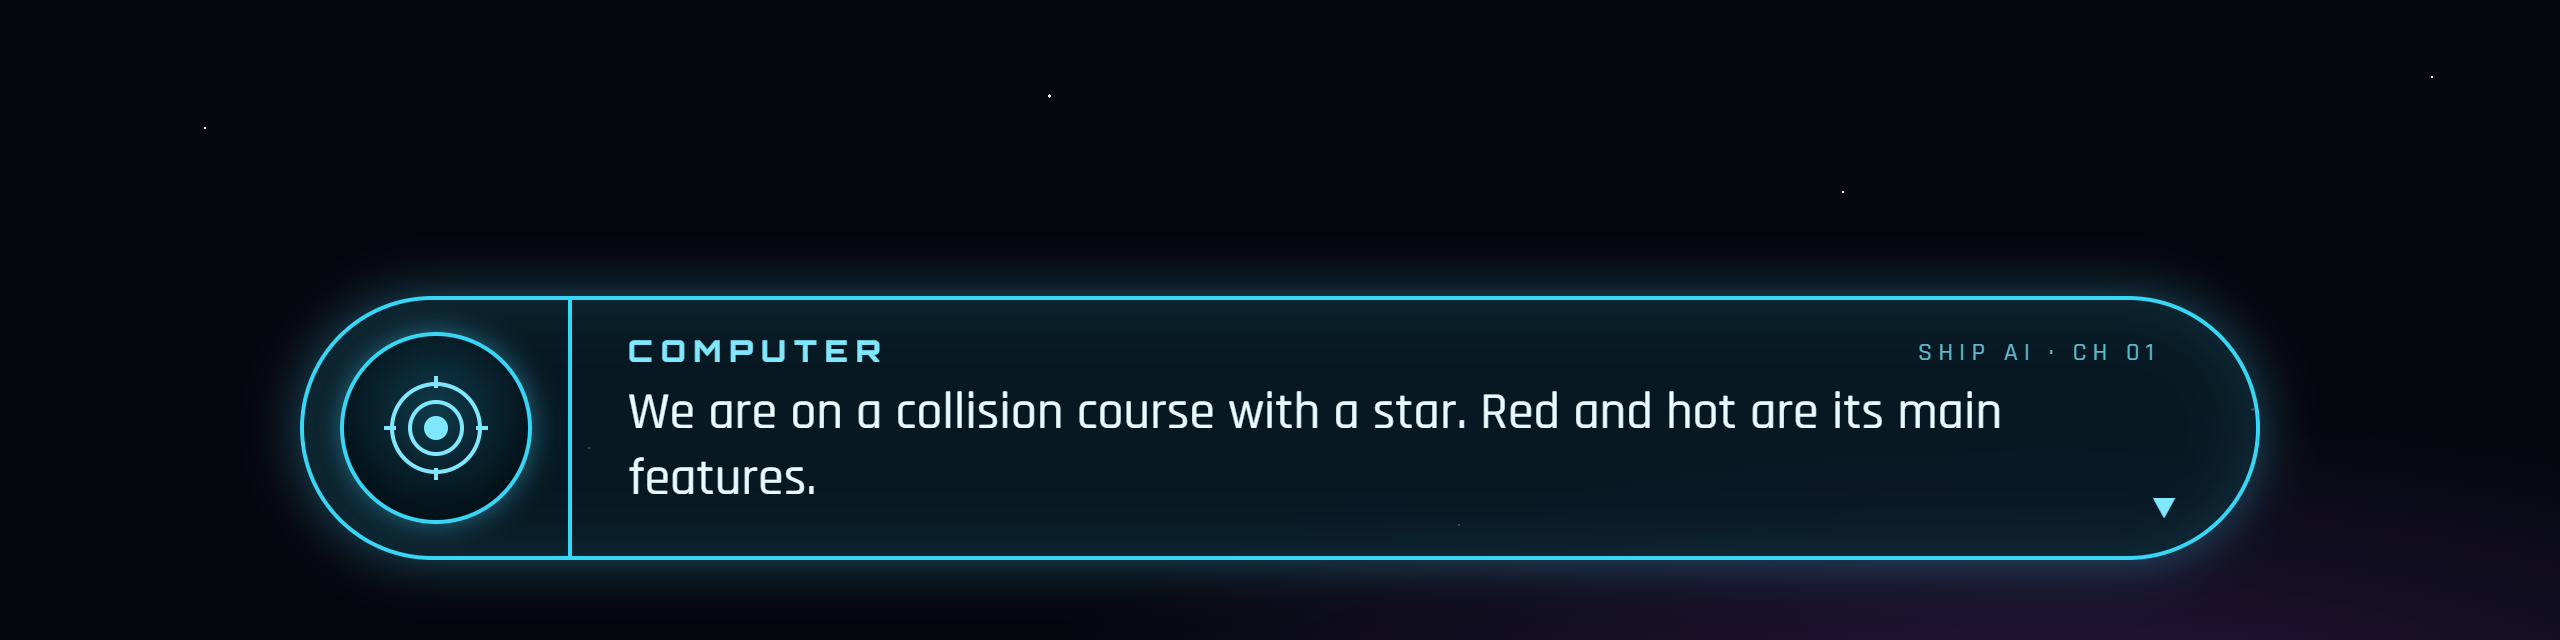 COMPUTER
SHIP AI · CH 01
We are on a collision course with a star. Red and hot are its main
features.